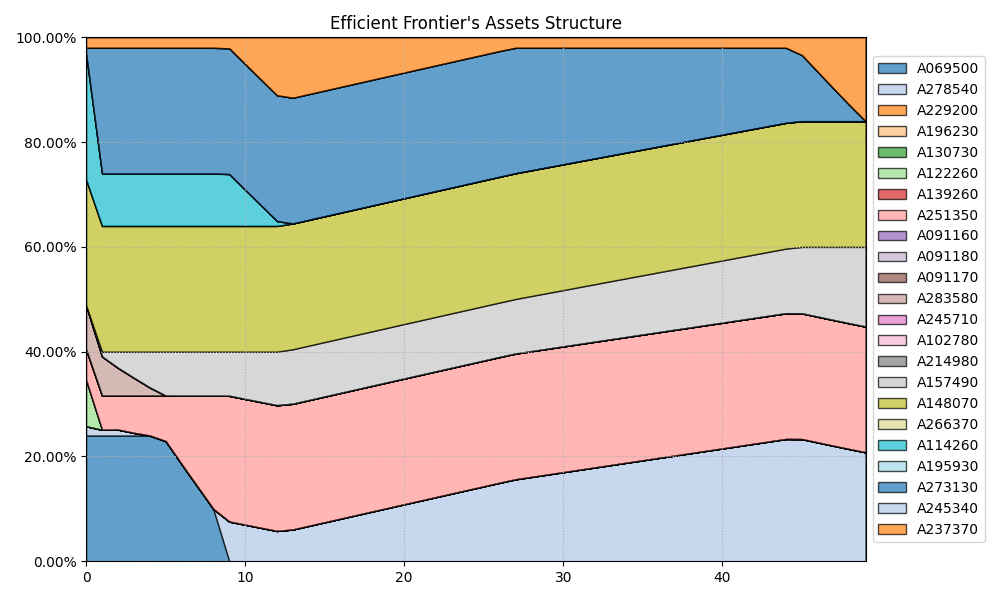 Efficient Frontier's Assets Structure
100.00%
80.00%
60.00%
40.00%
20.00%
0.00%
0
10
20
30
40
A069500
A278540
A229200
A196230
A130730
A122260
A139260
A251350
A091160
A091180
A091170
A283580
A245710
A102780
A214980
A157490
A148070
A266370
A114260
A195930
A273130
A245340
A237370